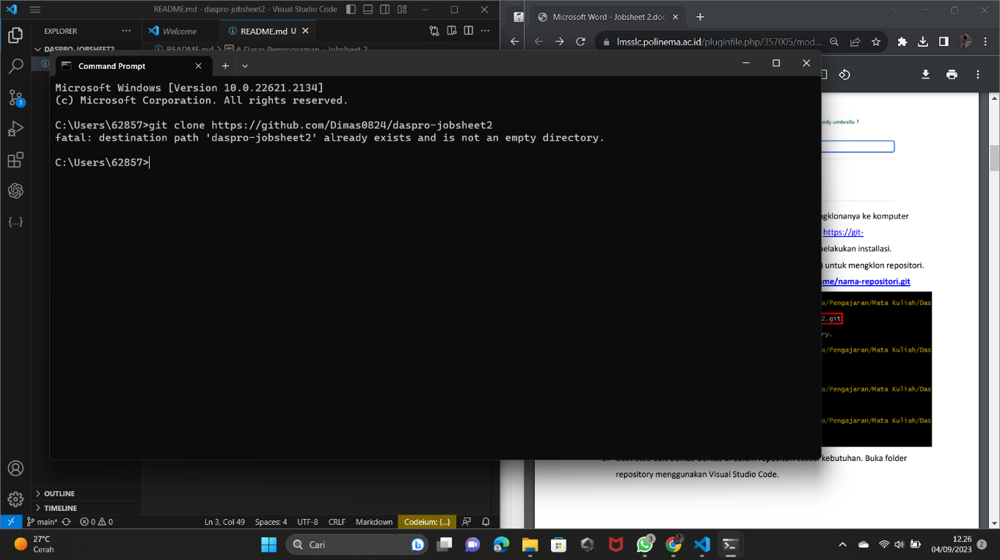 README.md - daspro-jobsheet2 - Visual Studio Code
EXPLORER
Welcome
README.md U
DASPRO-JOBSHEET2
README.md > # Dasar Pemrograman - Jobsheet 2
Microsoft Word - Jobsheet 2.doc
lmsslc.polinema.ac.id/pluginfile.php/357005/mod...
Command Prompt
Microsoft Windows [Version 10.0.22621.2134]
(c) Microsoft Corporation. All rights reserved.
C:\Users\62857>git clone https://github.com/Dimas0824/daspro-jobsheet2
fatal: destination path 'daspro-jobsheet2' already exists and is not an empty directory.
C:\Users\62857>
urdy-umbrella ?
ngklonanya ke komputer
https://git-
melakukan installasi.
) untuk mengklon repositori.
me/nama-repositori.git
a/Pengajaran/Mata Kuliah/Das
2.git
ry.
a/Pengajaran/Mata Kuliah/Das
a/Pengajaran/Mata Kuliah/Das
a/Pengajaran/Mata Kuliah/Das
kebutuhan. Buka folder
repository menggunakan Visual Studio Code.
1
{...}
OUTLINE
TIMELINE
main*
0
0
Ln 3, Col 49
Spaces: 4
UTF-8
CRLF
Markdown
Codeium: {...}
27°C
Cerah
Cari
3
12.26
04/09/2023
2